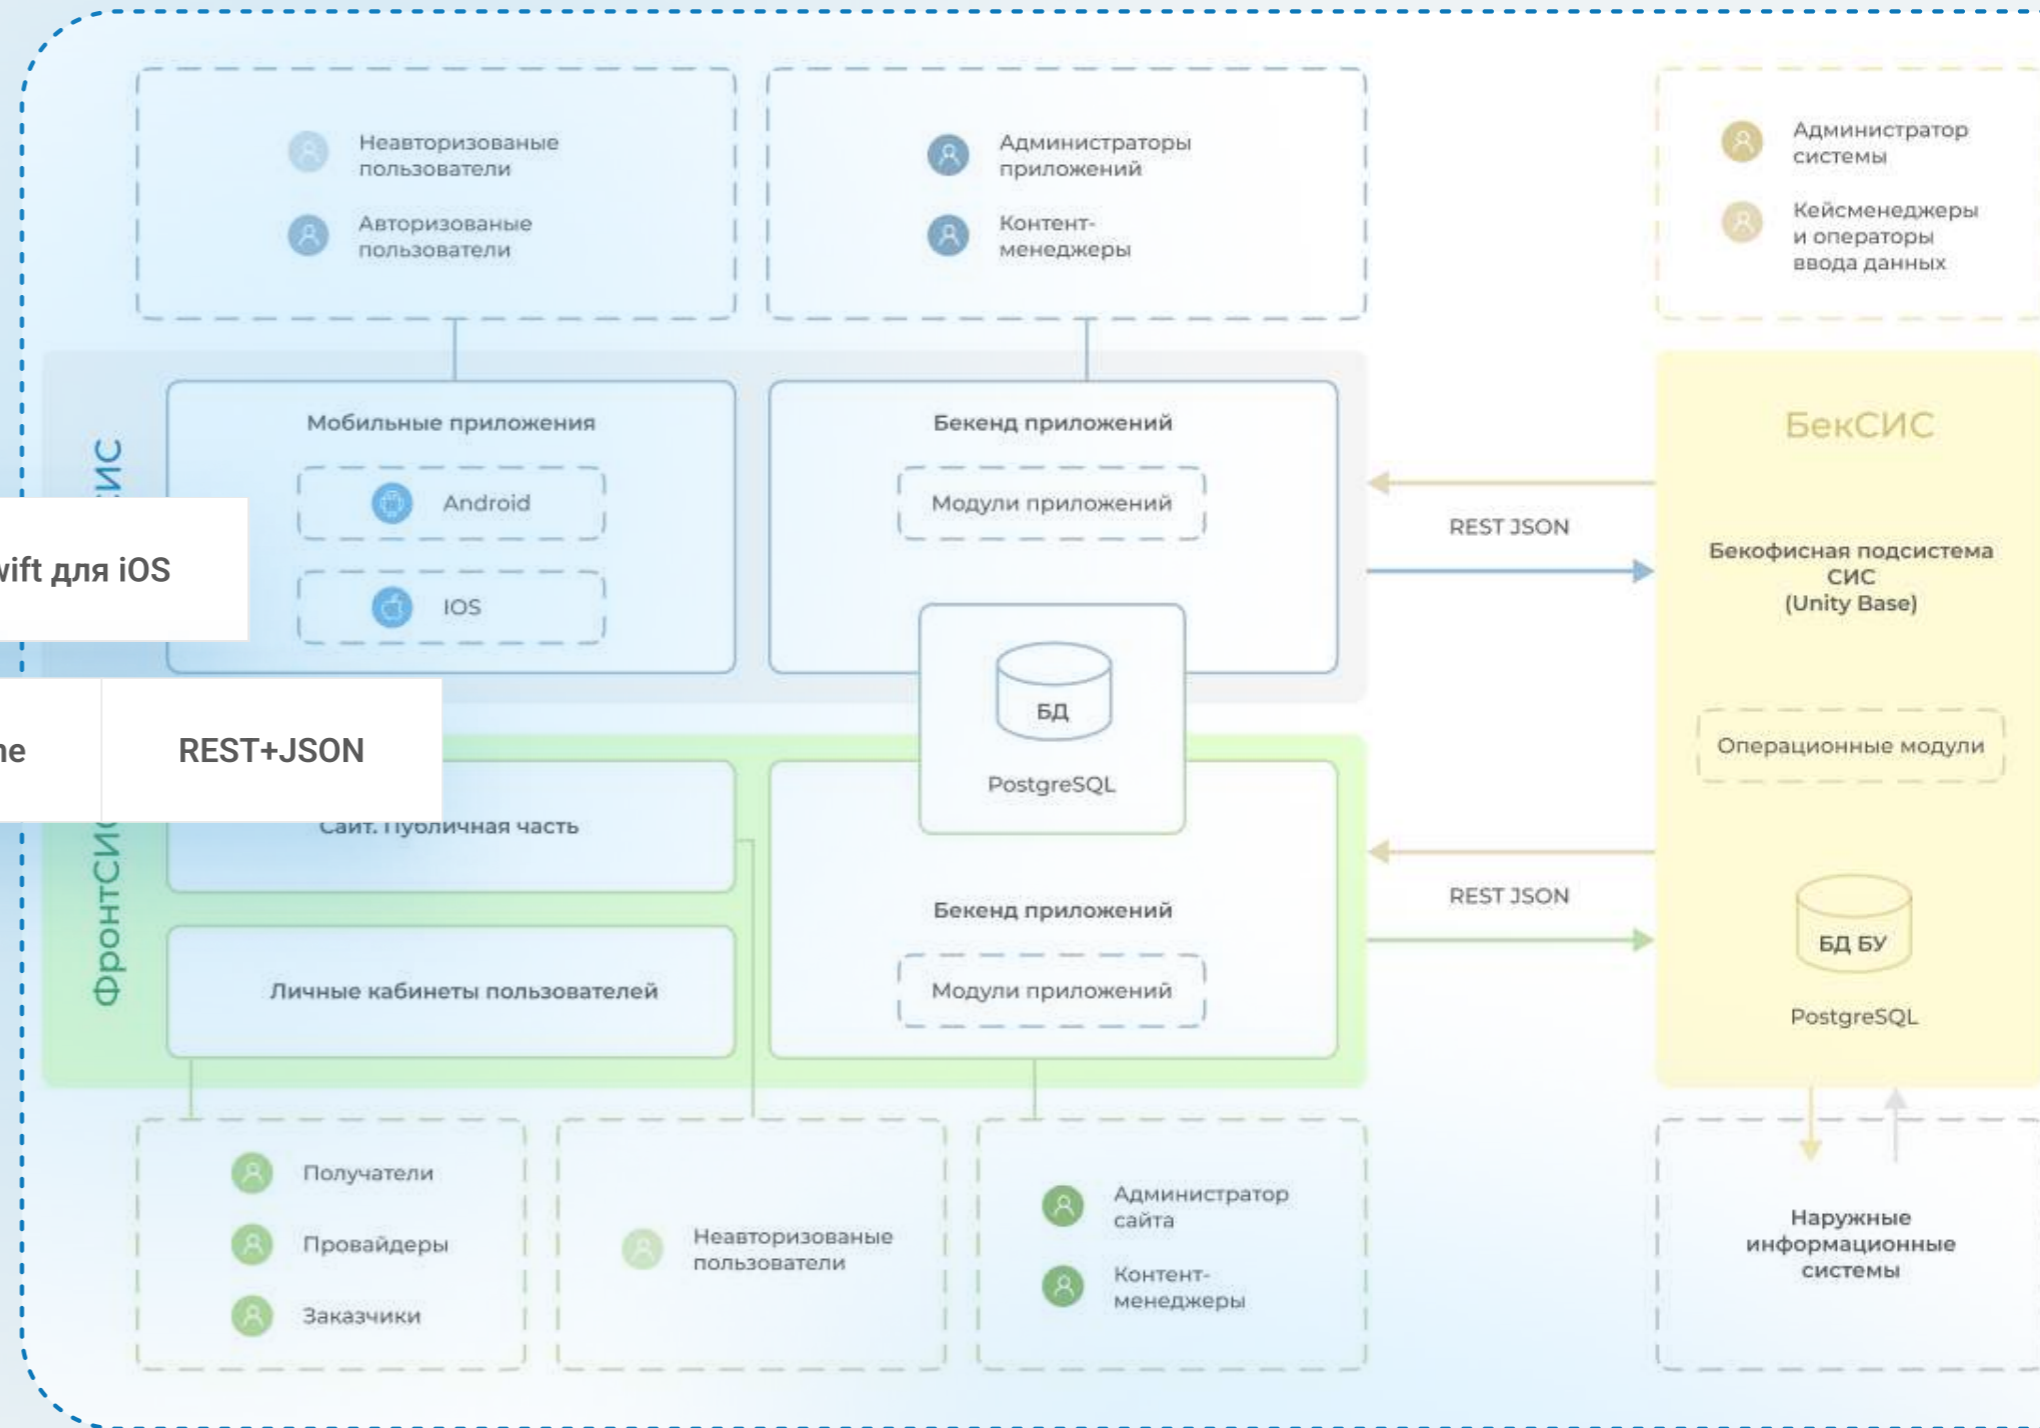 Неавторизованые
пользователи
Авторизованые
пользователи
Администраторы
приложений
Контент-
менеджеры
Администратор
системы
Кейсменеджеры
и операторы
ввода данных
Мобильные приложения
Android
IOS
Бекенд приложений
Модули приложений
БД
PostgreSQL
REST JSON
БекСИС
Бекофисная подсистема
СИС
(Unity Base)
Операционные модули
БД БУ
PostgreSQL
для iOS
REST+JSON
ФронтСИС
Сайт. Публичная часть
Личные кабинеты пользователей
Бекенд приложений
Модули приложений
REST JSON
Получатели
Провайдеры
Заказчики
Неавторизованые
пользователи
Администратор
сайта
Контент-
менеджеры
Наружные
информационные
системы